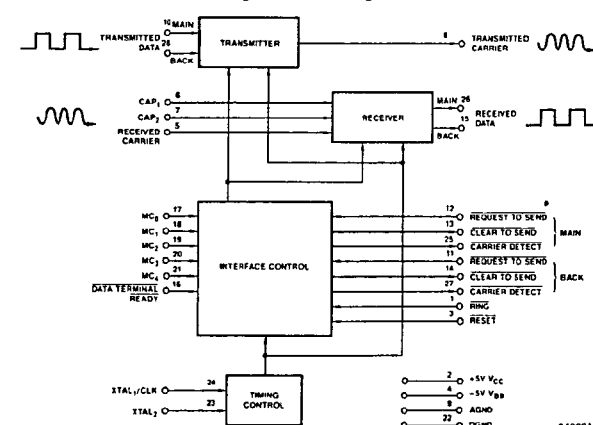 10 MAIN
TRANSMITTED DATA
28
BACK
TRANSMITTER
8
TRANSMITTED CARRIER
CAP1 6
CAP2 7
RECEIVED CARRIER 5
RECEIVER
MAIN 26
15
BACK
RECEIVED DATA
MC0 17
MC1 18
MC2 19
MC3 20
MC4 21
DATA TERMINAL READY 16
INTERFACE CONTROL
12 REQUEST TO SEND
13 CLEAR TO SEND
25 CARRIER DETECT
MAIN
11 REQUEST TO SEND
14 CLEAR TO SEND
27 CARRIER DETECT
BACK
1 RING
3 RESET
XTAL1/CLK 24
XTAL2 23
TIMING CONTROL
2 +5V VCC
4 -5V VBB
9 AGND
22 DGND